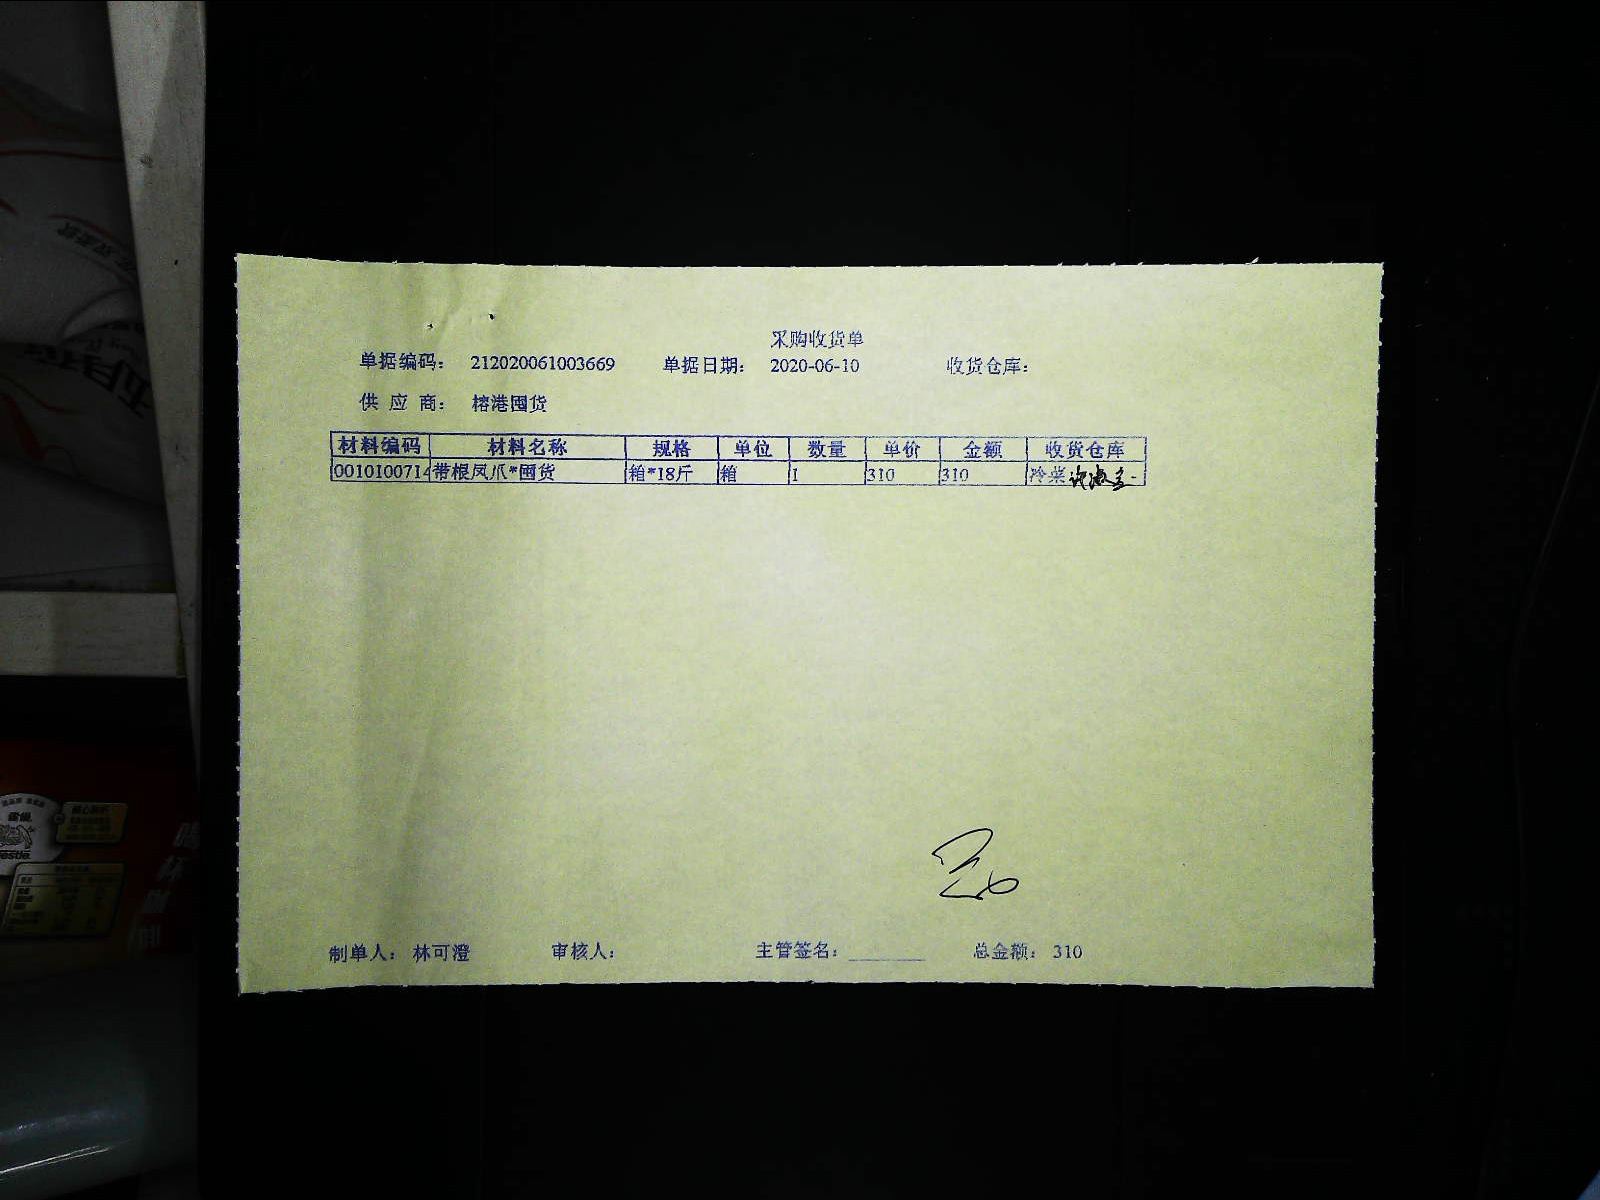 采购收货单
单据编码： 212020061003669 单据日期： 2020-06-10 收货仓库：
供 应 商： 榕港囤货
材料编码 材料名称 规格 单位 数量 单价 金额 收货仓库
0010100714 带根凤爪*囤货 箱*18斤 箱 1 310 310 冷菜
制单人： 林可澄 审核人： 主管签名：________ 总金额： 310